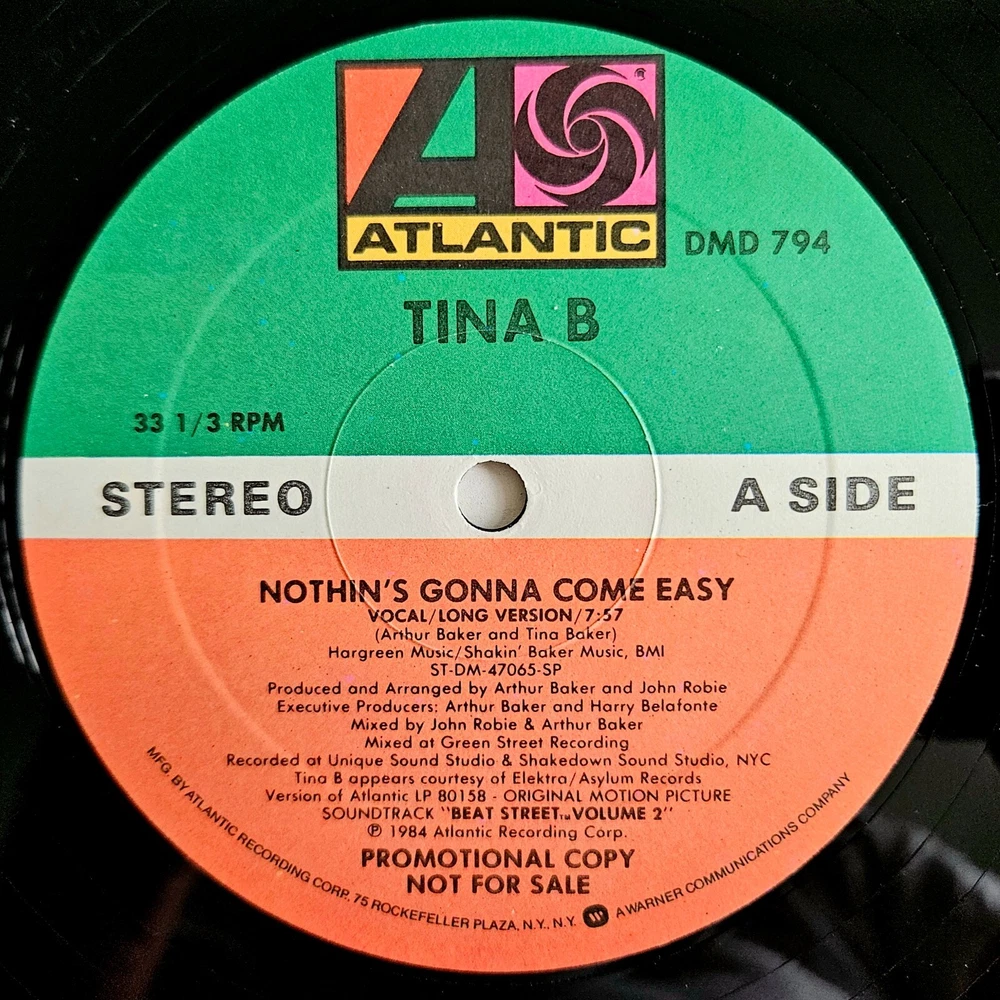 ®
ATLANTIC
DMD 794
TINA B
33 1/3 RPM
STEREO
A SIDE
NOTHIN'S GONNA COME EASY
VOCAL/LONG VERSION/7:57
(Arthur Baker and Tina Baker)
Hargreen Music/Shakin' Baker Music, BMI
ST-DM-47065-SP
Produced and Arranged by Arthur Baker and John Robie
Executive Producers: Arthur Baker and Harry Belafonte
Mixed by John Robie & Arthur Baker
Mixed at Green Street Recording
Recorded at Unique Sound Studio & Shakedown Sound Studio, NYC
Tina B appears courtesy of Elektra/Asylum Records
Version of Atlantic LP 80158 - ORIGINAL MOTION PICTURE
SOUNDTRACK "BEAT STREET™ VOLUME 2"
℗ 1984 Atlantic Recording Corp.
PROMOTIONAL COPY
NOT FOR SALE
MFG BY ATLANTIC RECORDING CORP. 75 ROCKEFELLER PLAZA, N.Y., N.Y. A WARNER COMMUNICATIONS COMPANY